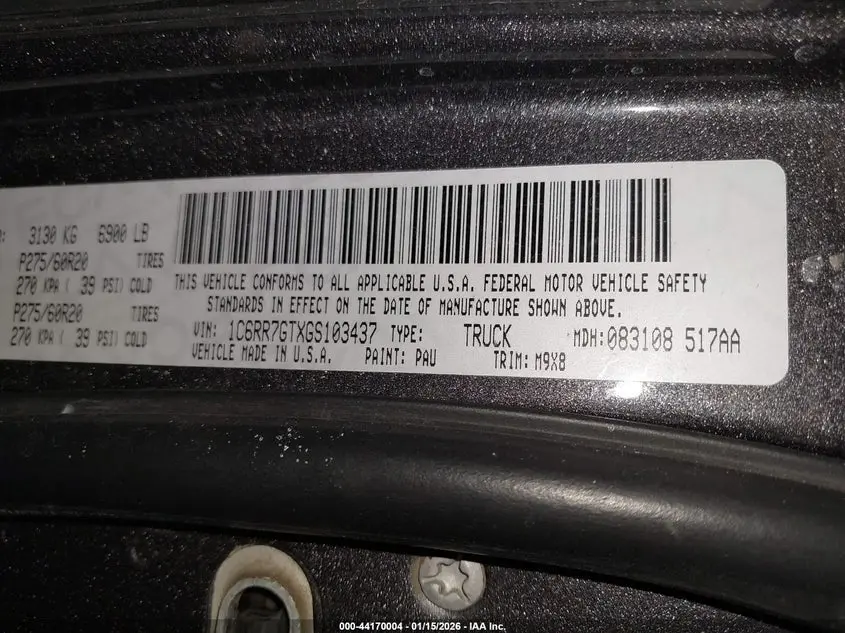 3130 KG 6900 LB
P275/60R20 TIRES
270 KPA ( 39 PSI) COLD
P275/60R20 TIRES
270 KPA ( 39 PSI) COLD
THIS VEHICLE CONFORMS TO ALL APPLICABLE U.S.A. FEDERAL MOTOR VEHICLE SAFETY
STANDARDS IN EFFECT ON THE DATE OF MANUFACTURE SHOWN ABOVE.
VIN: 1C6RR7GTXGS103437 TYPE: TRUCK MDH:083108 517AA
VEHICLE MADE IN U.S.A. PAINT: PAU TRIM: M9X8
000-44170004 - 01/15/2026 - IAA Inc.